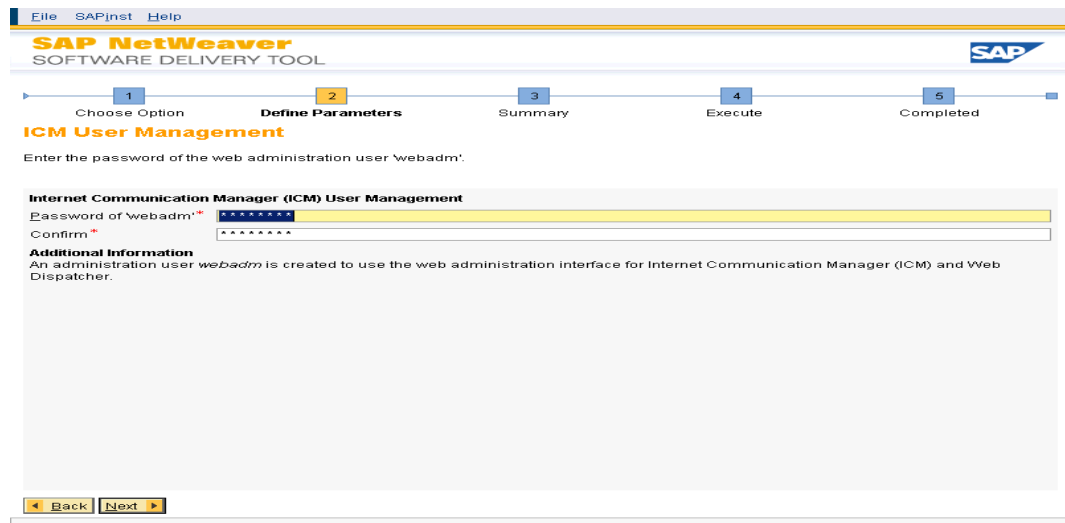 File SAPinst Help
SAP NetWeaver
SOFTWARE DELIVERY TOOL
SAP
1 2 3 4 5
Choose Option Define Parameters Summary Execute Completed
ICM User Management
Enter the password of the web administration user 'webadm'.
Internet Communication Manager (ICM) User Management
Password of 'webadm'* ********
Confirm* ********
Additional Information
An administration user webadm is created to use the web administration interface for Internet Communication Manager (ICM) and Web
Dispatcher.
Back Next